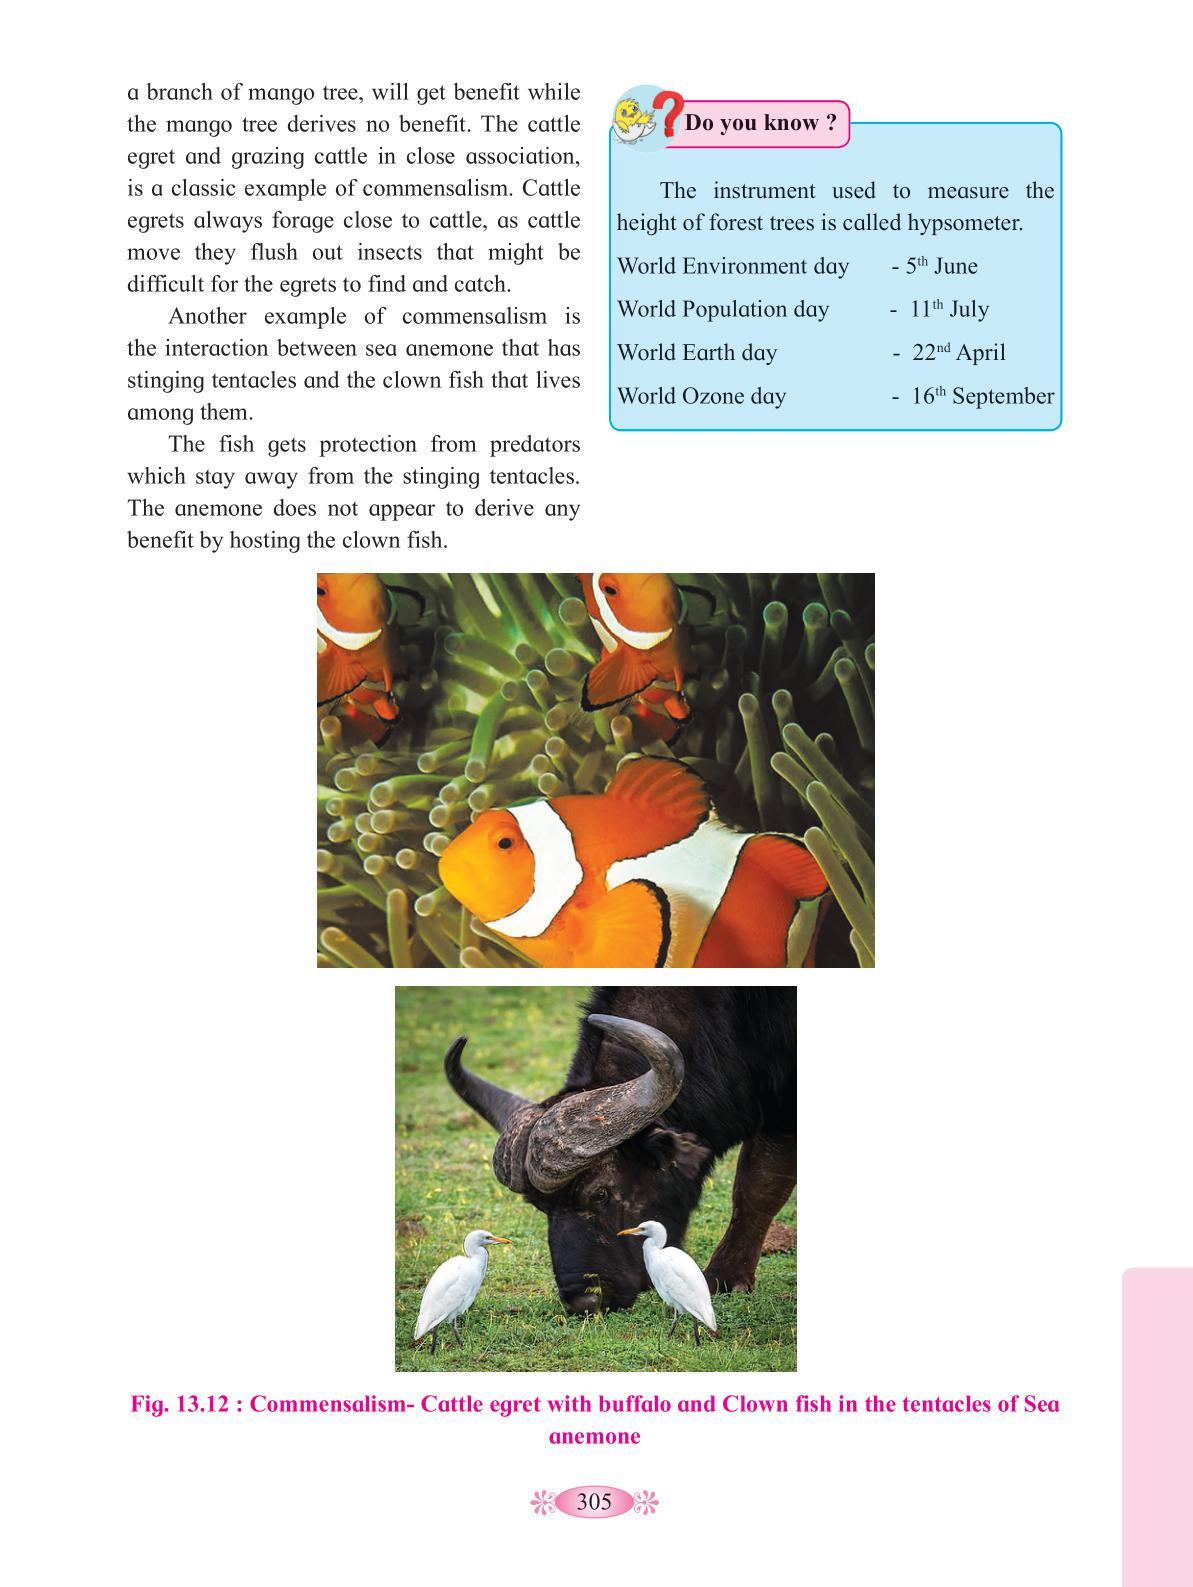 a branch of mango tree, will get benefit while
the mango tree derives no benefit. The cattle
egret and grazing cattle in close association,
is a classic example of commensalism. Cattle
egrets always forage close to cattle, as cattle
move they flush out insects that might be
difficult for the egrets to find and catch.
Another example of commensalism is
the interaction between sea anemone that has
stinging tentacles and the clown fish that lives
among them.
The fish gets protection from predators
which stay away from the stinging tentacles.
The anemone does not appear to derive any
benefit by hosting the clown fish.
Do you know ?
The instrument used to measure the
height of forest trees is called hypsometer.
World Environment day - 5th June
World Population day - 11th July
World Earth day - 22nd April
World Ozone day - 16th September
Fig. 13.12 : Commensalism- Cattle egret with buffalo and Clown fish in the tentacles of Sea
anemone
305